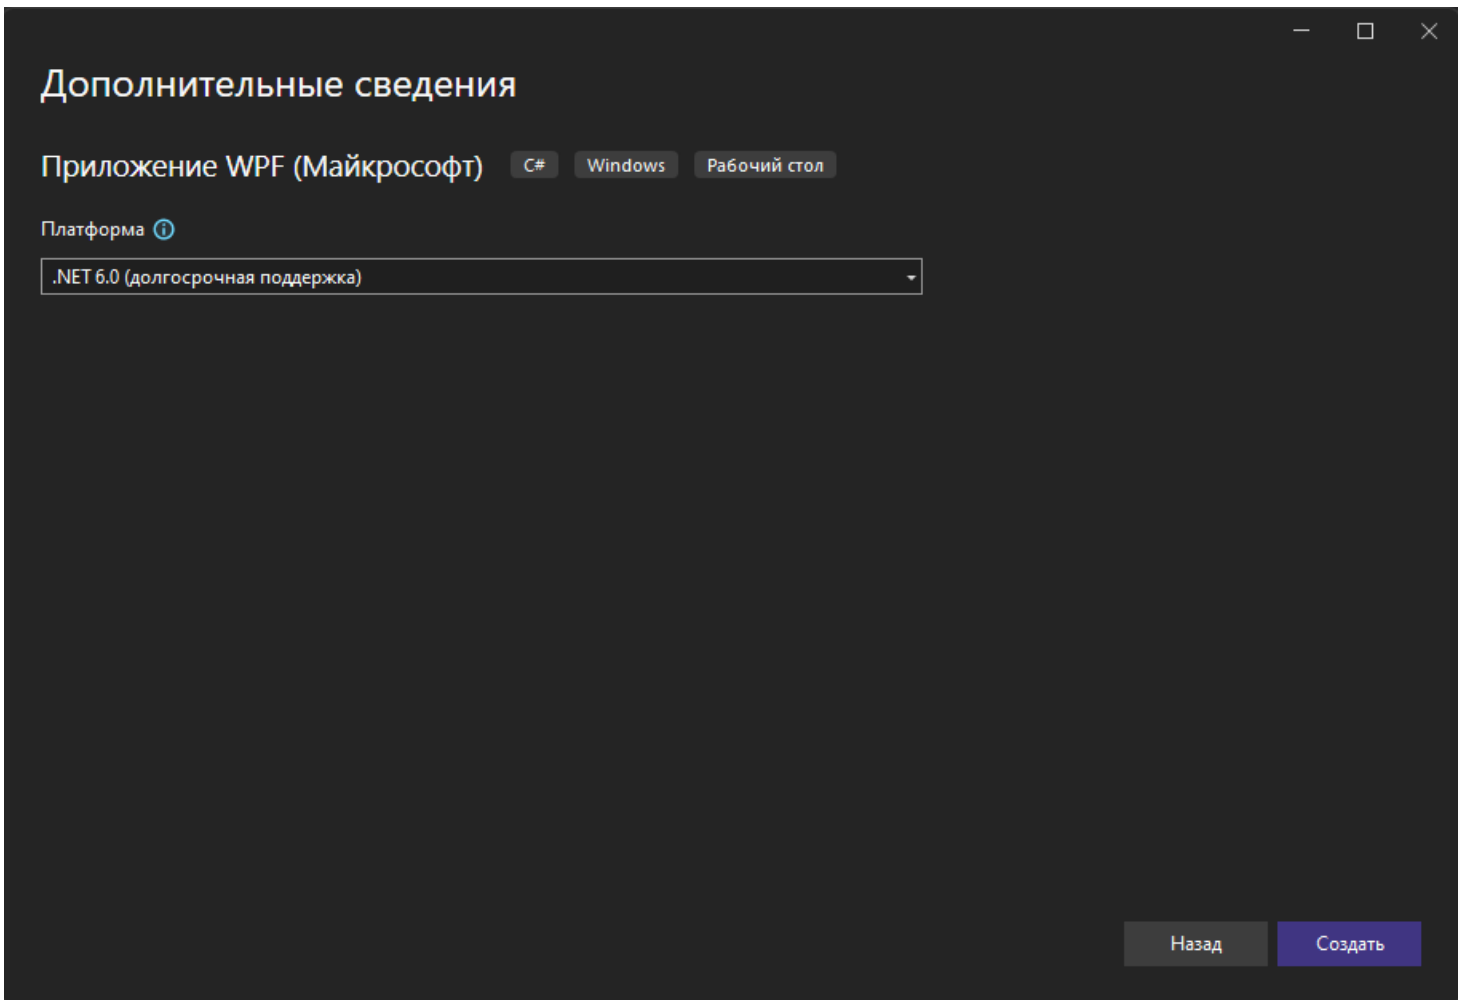 Дополнительные сведения
Приложение WPF (Майкрософт) C# Windows Рабочий стол
Платформа
.NET 6.0 (долгосрочная поддержка)
Назад Создать